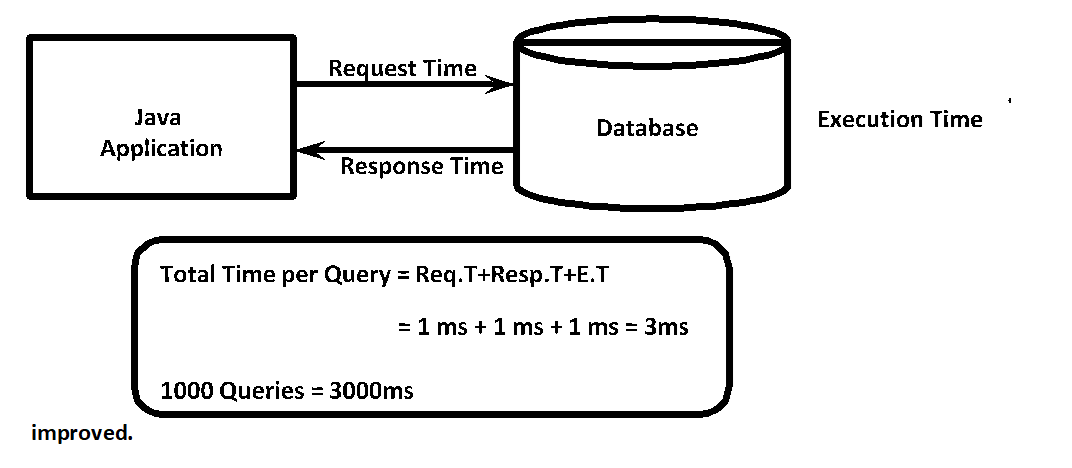 Java
Application
Request Time
Response Time
Database
Execution Time
Total Time per Query = Req.T+Resp.T+E.T
= 1 ms + 1 ms + 1 ms = 3ms
1000 Queries = 3000ms
improved.